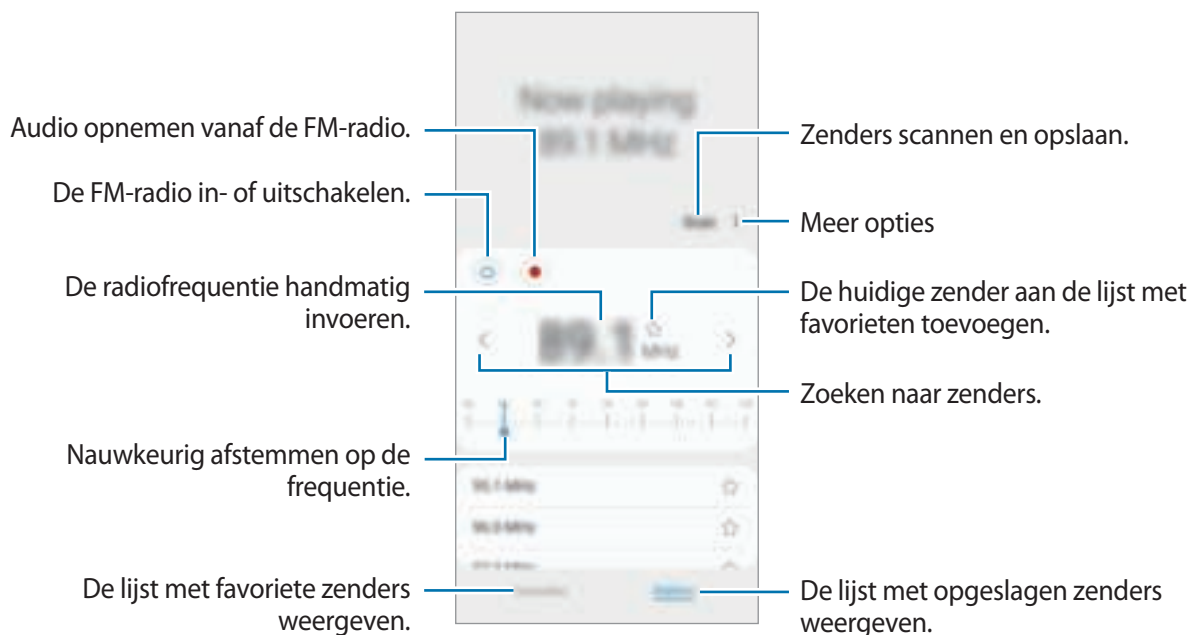 Now playing
89.1 MHz
Audio opnemen vanaf de FM-radio.
Zenders scannen en opslaan.
De FM-radio in- of uitschakelen.
Scan
Meer opties
De radiofrequentie handmatig
invoeren.
De huidige zender aan de lijst met
favorieten toevoegen.
89.1
MHz
Zoeken naar zenders.
Nauwkeurig afstemmen op de
frequentie.
De lijst met favoriete zenders
weergeven.
De lijst met opgeslagen zenders
weergeven.